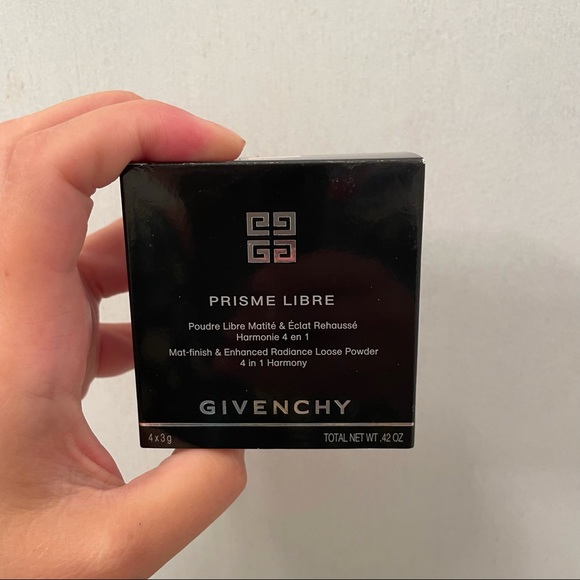 PRISME LIBRE
Poudre Libre Matité & Éclat Rehaussé
Harmonie 4 en 1
Mat-finish & Enhanced Radiance Loose Powder
4 in 1 Harmony
GIVENCHY
4 x 3 g TOTAL NET WT .42 OZ